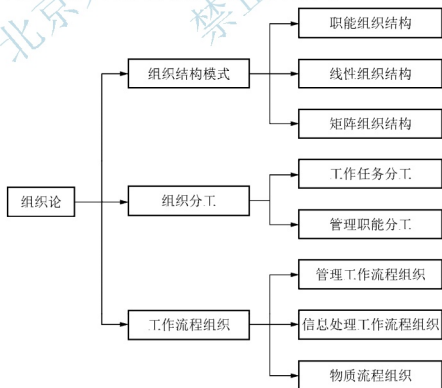 职能组织结构
组织结构模式
线性组织结构
矩阵组织结构
工作任务分工
组织论
组织分工
管理职能分工
管理工作流程组织
工作流程组织
信息处理工作流程组织
物质流程组织